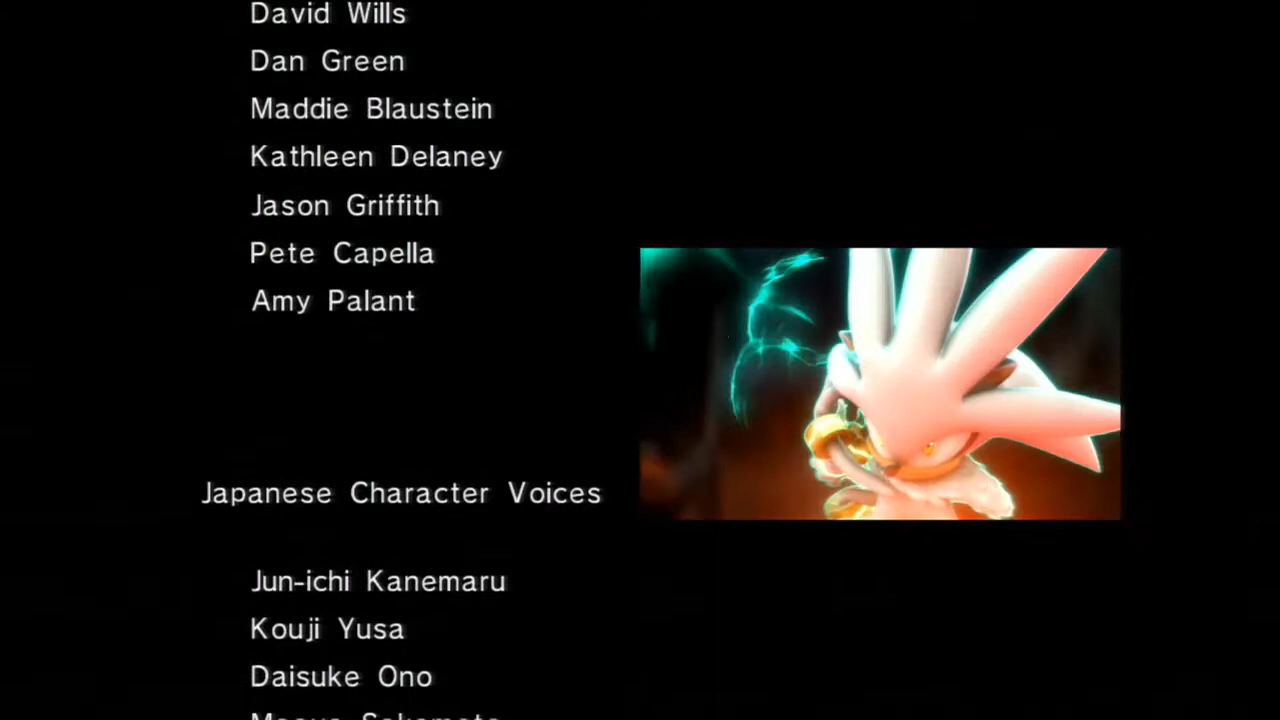 David Wills
Dan Green
Maddie Blaustein
Kathleen Delaney
Jason Griffith
Pete Capella
Amy Palant
Japanese Character Voices
Jun-ichi Kanemaru
Kouji Yusa
Daisuke Ono